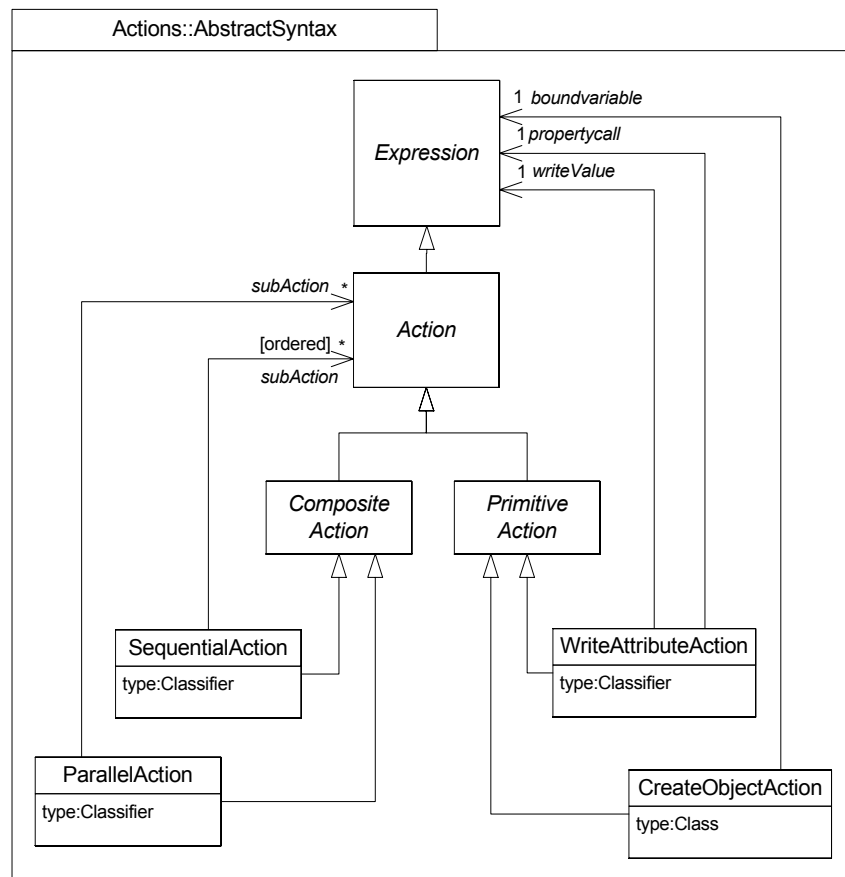 Actions::AbstractSyntax
1 boundvariable
1 propertycall
1 writeValue
Expression
subAction *
Action
[ordered] *
subAction
Composite
Action
Primitive
Action
SequentialAction
type:Classifier
WriteAttributeAction
type:Classifier
ParallelAction
type:Classifier
CreateObjectAction
type:Class